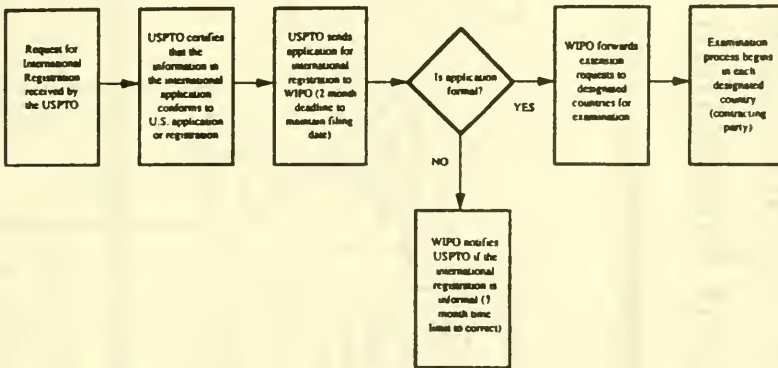 Request for
International
Registration
received by
the USPTO
USPTO certifies
that the
information in
the international
application
conforms to
U.S. application
or registration
USPTO sends
application for
international
registration to
WIPO (2 month
deadline to
maintain filing
date)
Is application
formal?
YES
NO
WIPO forwards
extension
requests to
designated
countries for
examination
Examination
process begins
in each
designated
country
(contracting
party)
WIPO notifies
USPTO if the
international
registration is
informal (
month time
limit to correct)